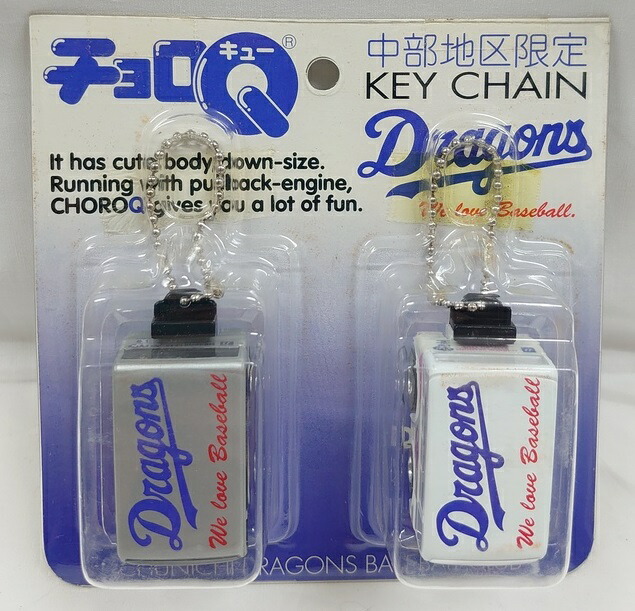 チョロQ
キュー
®
中部地区限定
KEY CHAIN
Dragons
We love Baseball.
It has cute body down-size.
Running with pullback-engine,
CHOROQ gives you a lot of fun.
Dragons
We love Baseball
Dragons
We love Baseball
CHUNICHI DRAGONS BA